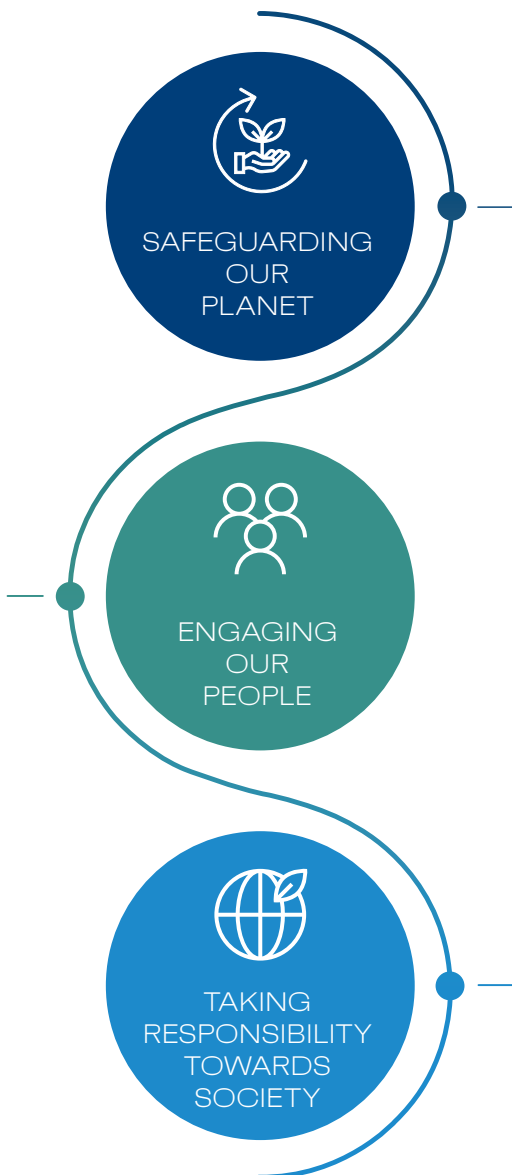 SAFEGUARDING
OUR
PLANET
ENGAGING
OUR
PEOPLE
TAKING
RESPONSIBILITY
TOWARDS
SOCIETY